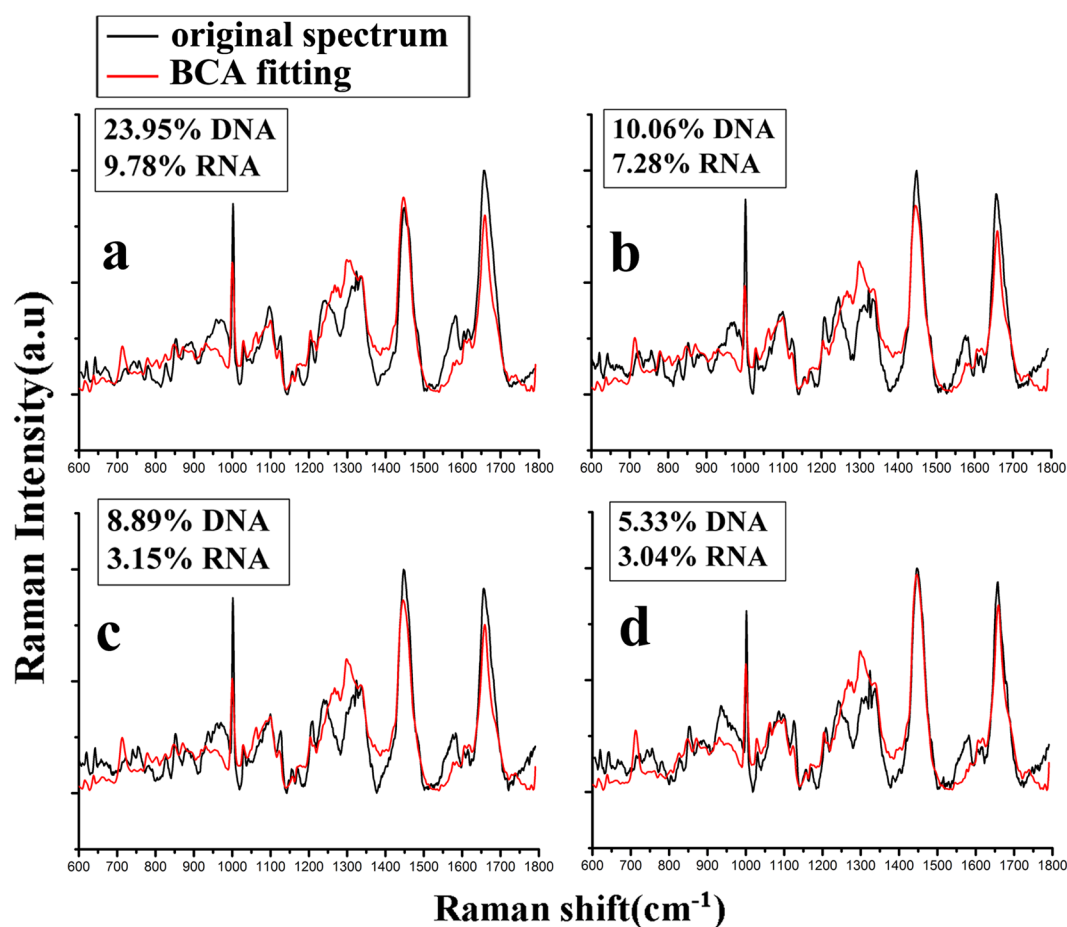 original spectrum
BCA fitting
23.95% DNA
9.78% RNA
a
600 700 800 900 1000 1100 1200 1300 1400 1500 1600 1700 1800
10.06% DNA
7.28% RNA
b
600 700 800 900 1000 1100 1200 1300 1400 1500 1600 1700 1800
Raman Intensity(a.u)
8.89% DNA
3.15% RNA
c
600 700 800 900 1000 1100 1200 1300 1400 1500 1600 1700 1800
5.33% DNA
3.04% RNA
d
600 700 800 900 1000 1100 1200 1300 1400 1500 1600 1700 1800
Raman shift(cm⁻¹)